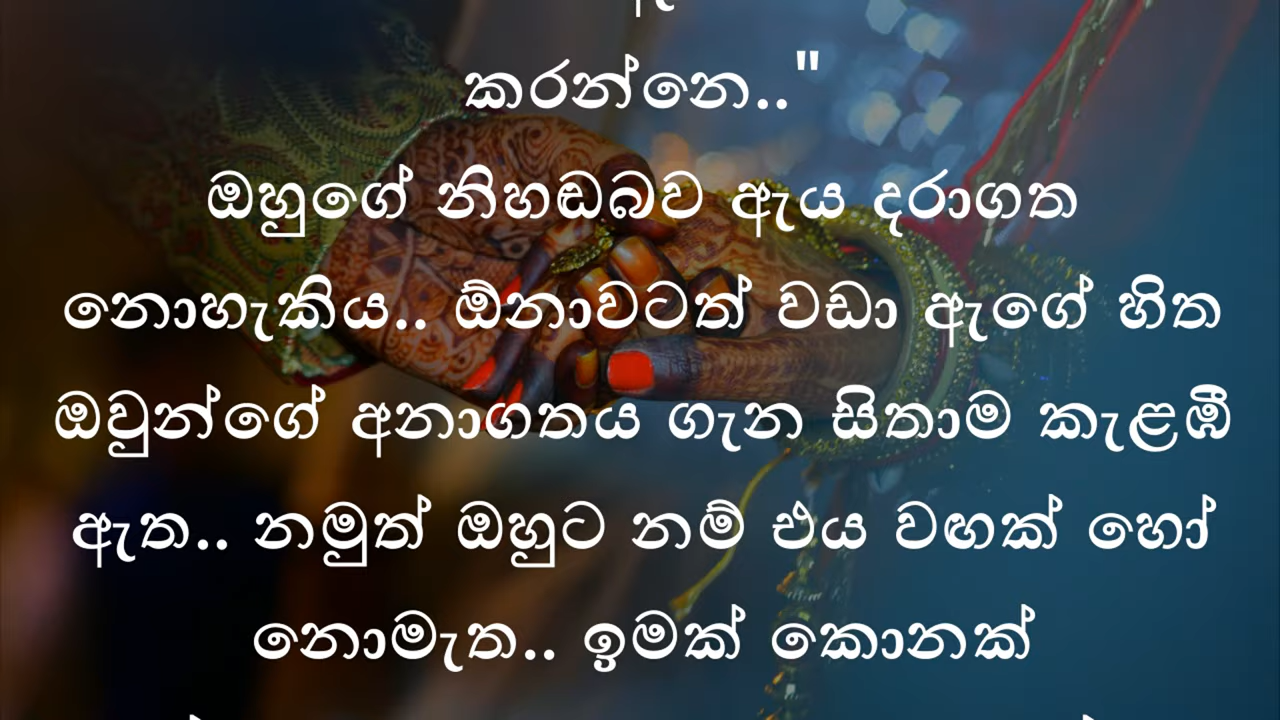 කරන්නෙ.."
ඔහුගේ නිහඬබව ඇය දරාගත
නොහැකිය.. ඕනාවටත් වඩා ඇගේ හිත
ඔවුන්ගේ අනාගතය ගැන සිතාම කැළඹී
ඇත.. නමුත් ඔහුට නම් එය වඟක් හෝ
නොමැත.. ඉමක් කොනක්